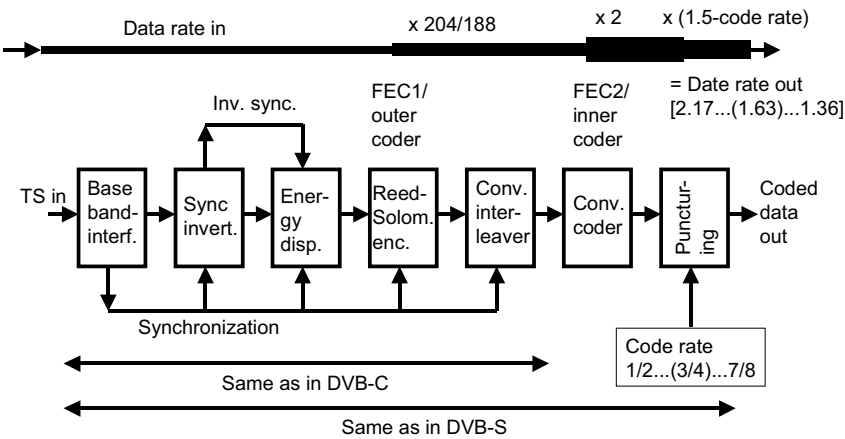 Data rate in
x 204/188
x 2
x (1.5-code rate)
= Date rate out
[2.17...(1.63)...1.36]
FEC1/
outer
coder
FEC2/
inner
coder
Inv. sync.
TS in
Base
band-
interf.
Sync
invert.
Ener-
gy
disp.
Reed-
Solom.
enc.
Conv.
inter-
leaver
Conv.
coder
Punctur-
ing
Coded
data
out
Synchronization
Code rate
1/2...(3/4)...7/8
Same as in DVB-C
Same as in DVB-S